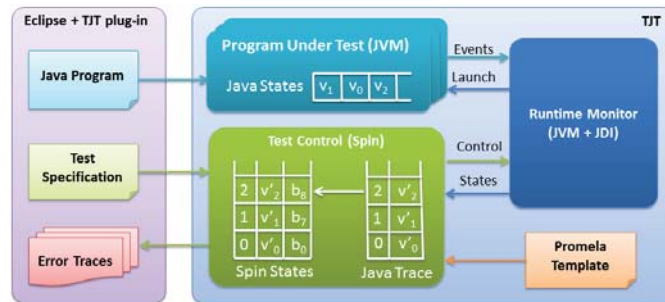 Eclipse + TJT plug-in
TJT
Java Program
Test
Specification
Error Traces
Program Under Test (JVM)
Java States
v1 v0 v2
Events
Launch
Runtime Monitor
(JVM + JDI)
Test Control (Spin)
2 v'2 b8
1 v'1 b7
0 v'0 b0
Spin States
2 v'2
1 v'1
0 v'0
Java Trace
Control
States
Promela
Template